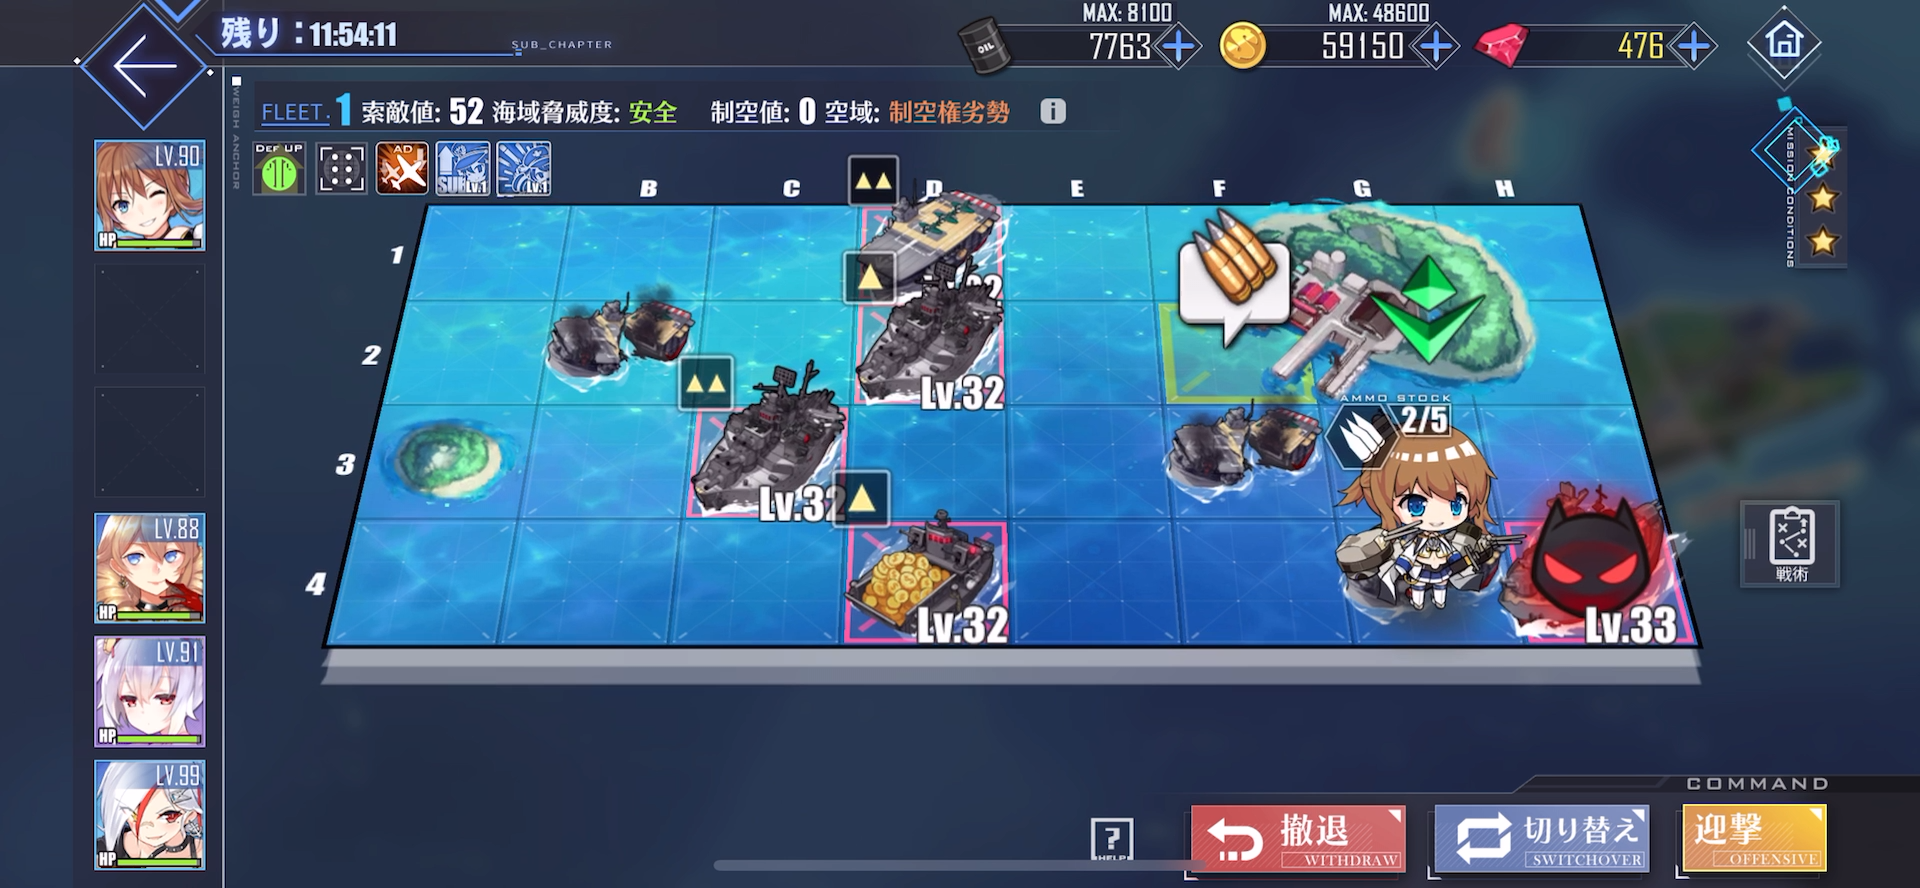 残り：11:54:11
SUB_CHAPTER
MAX: 8100
7763
MAX: 48600
59150
476
OIL
WEIGH ANCHOR
FLEET. 1 索敵値: 52 海域脅威度: 安全 制空値: 0 空域: 制空権劣勢
DEF UP
AD
SUB Lv.1
Lv.1
MISSION CONDITIONS
B C D E F G H
1
2
3
4
LV.90
HP
LV.88
HP
LV.91
HP
LV.99
HP
Lv.32
Lv.32
Lv.32
AMMO STOCK
2/5
Lv.33
戦術
COMMAND
?
HELP
撤退
WITHDRAW
切り替え
SWITCHOVER
迎撃
OFFENSIVE